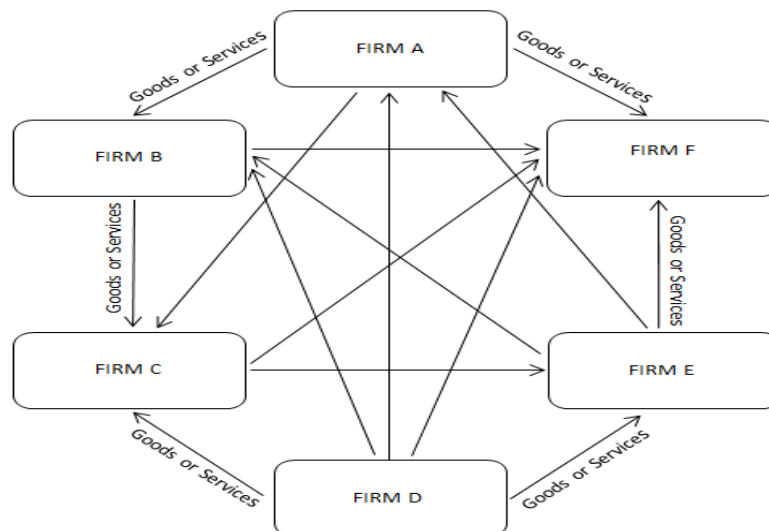 FIRM A
Goods or Services
Goods or Services
FIRM B
FIRM F
Goods or Services
Goods or Services
FIRM C
FIRM E
Goods or Services
FIRM D
Goods or Services